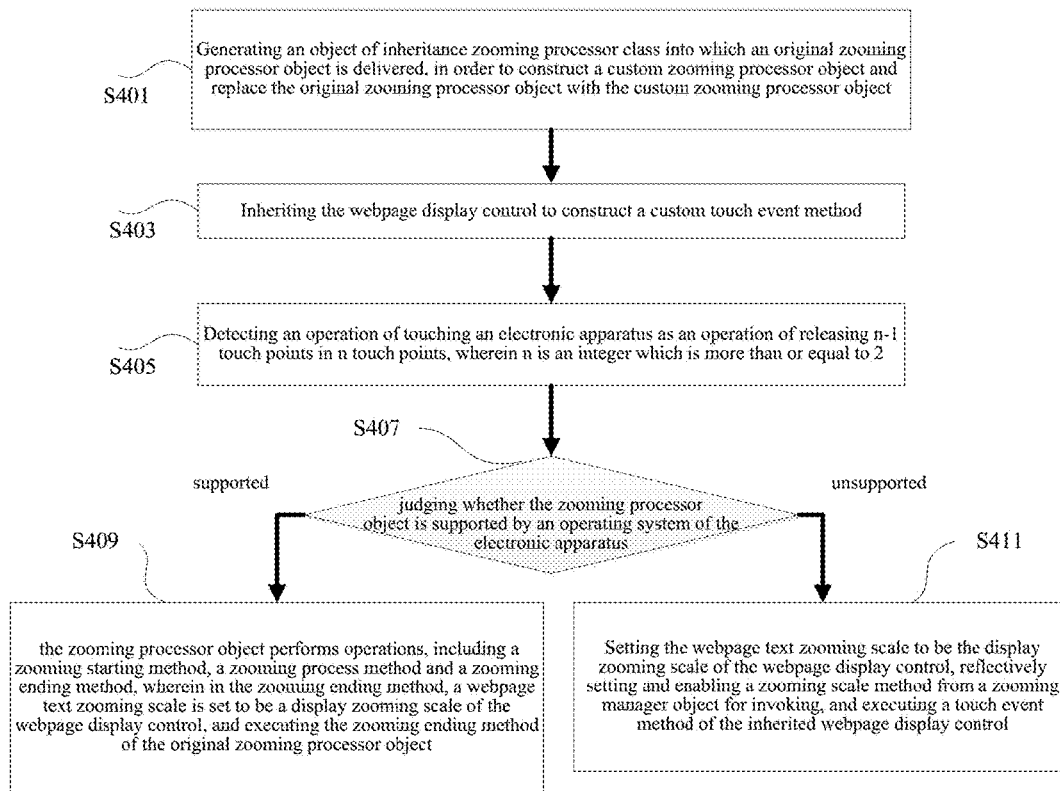 Generating an object of inheritance zooming processor class into which an original zooming
processor object is delivered, in order to construct a custom zooming processor object and
replace the original zooming processor object with the custom zooming processor object
S401
Inheriting the webpage display control to construct a custom touch event method
S403
Detecting an operation of touching an electronic apparatus as an operation of releasing n-1
touch points in n touch points, wherein n is an integer which is more than or equal to 2
S405
S407
supported
unsupported
judging whether the zooming processor
object is supported by an operating system of the
electronic apparatus
S409
S411
the zooming processor object performs operations, including a
zooming starting method, a zooming process method and a zooming
ending method, wherein in the zooming ending method, a webpage
text zooming scale is set to be a display zooming scale of the
webpage display control, and executing the zooming ending method
of the original zooming processor object
Setting the webpage text zooming scale to be the display
zooming scale of the webpage display control, reflectively
setting and enabling a zooming scale method from a zooming
manager object for invoking, and executing a touch event
method of the inherited webpage display control